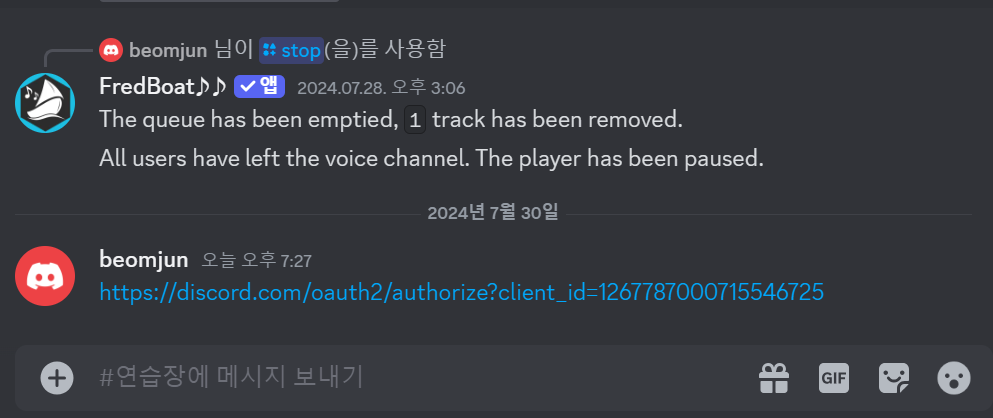 beomjun 님이 stop(을)를 사용함
FredBoat♪♪ ✓앱 2024.07.28. 오후 3:06
The queue has been emptied, 1 track has been removed.
All users have left the voice channel. The player has been paused.
2024년 7월 30일
beomjun 오늘 오후 7:27
https://discord.com/oauth2/authorize?client_id=1267787000715546725
#연습장에 메시지 보내기
GIF